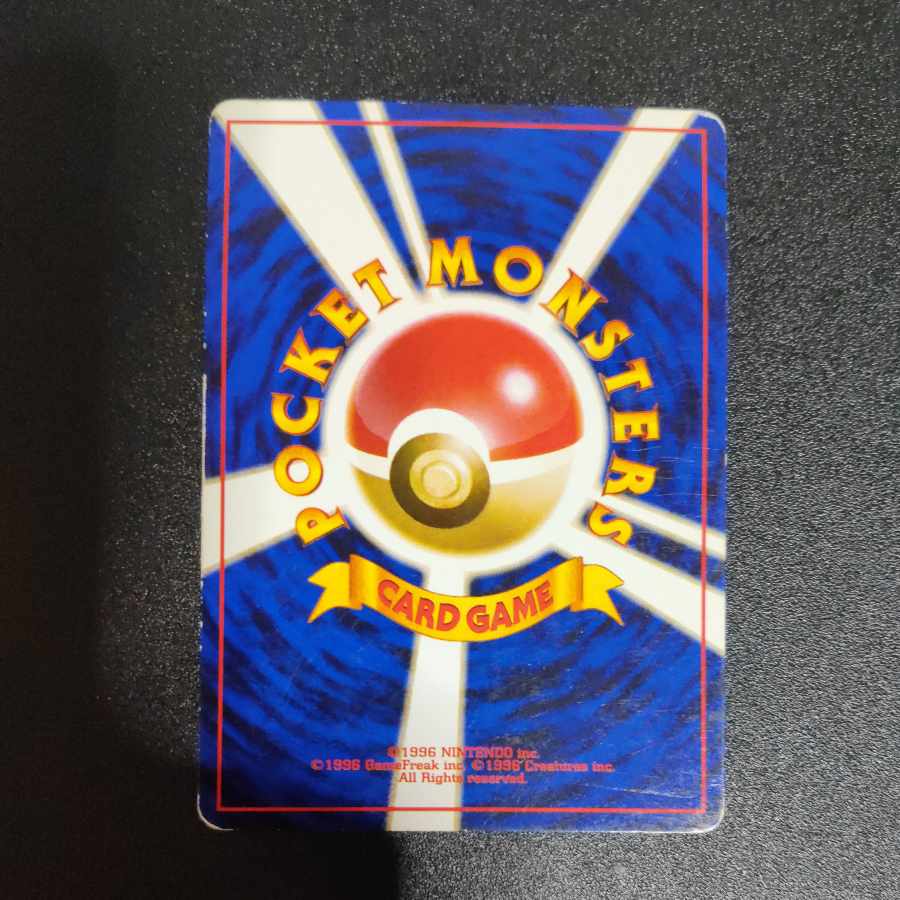 POCKET MONSTERS
CARD GAME
©1996 NINTENDO inc.
©1996 GameFreak inc. ©1996 Creatures inc.
All Rights reserved.